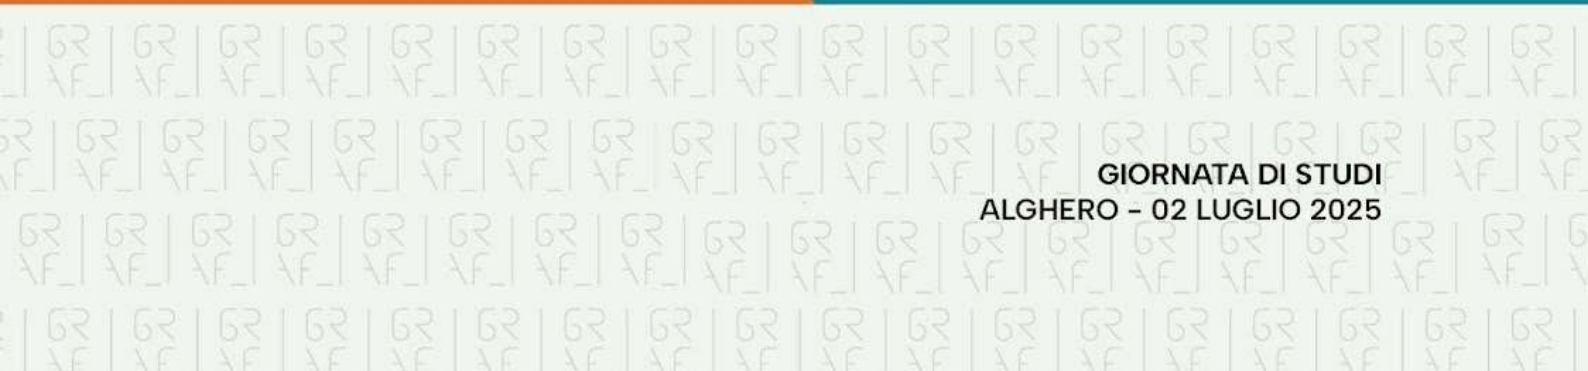 GIORNATA DI STUDI
ALGHERO – 02 LUGLIO 2025